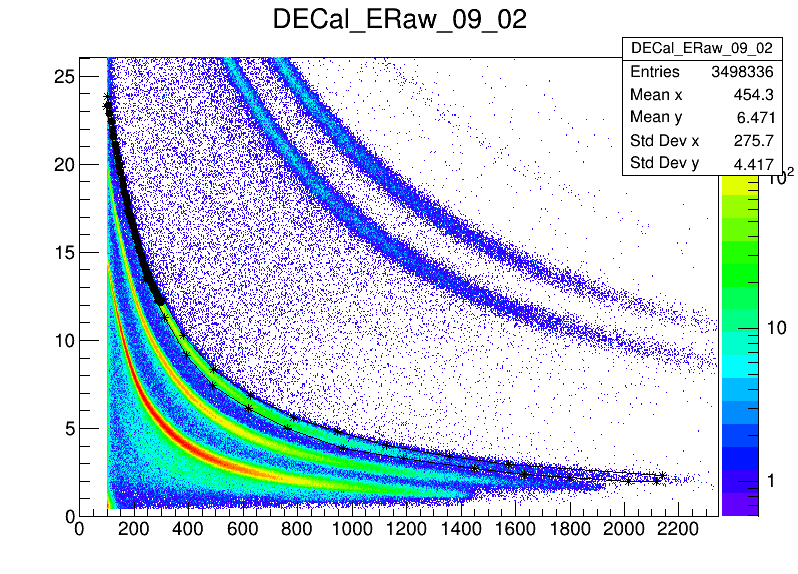 DECal_ERaw_09_02
DECal_ERaw_09_02
Entries 3498336
Mean x 454.3
Mean y 6.471
Std Dev x 275.7
Std Dev y 4.417
25
20
15
10
5
0
0 200 400 600 800 1000 1200 1400 1600 1800 2000 2200
10²
10
1